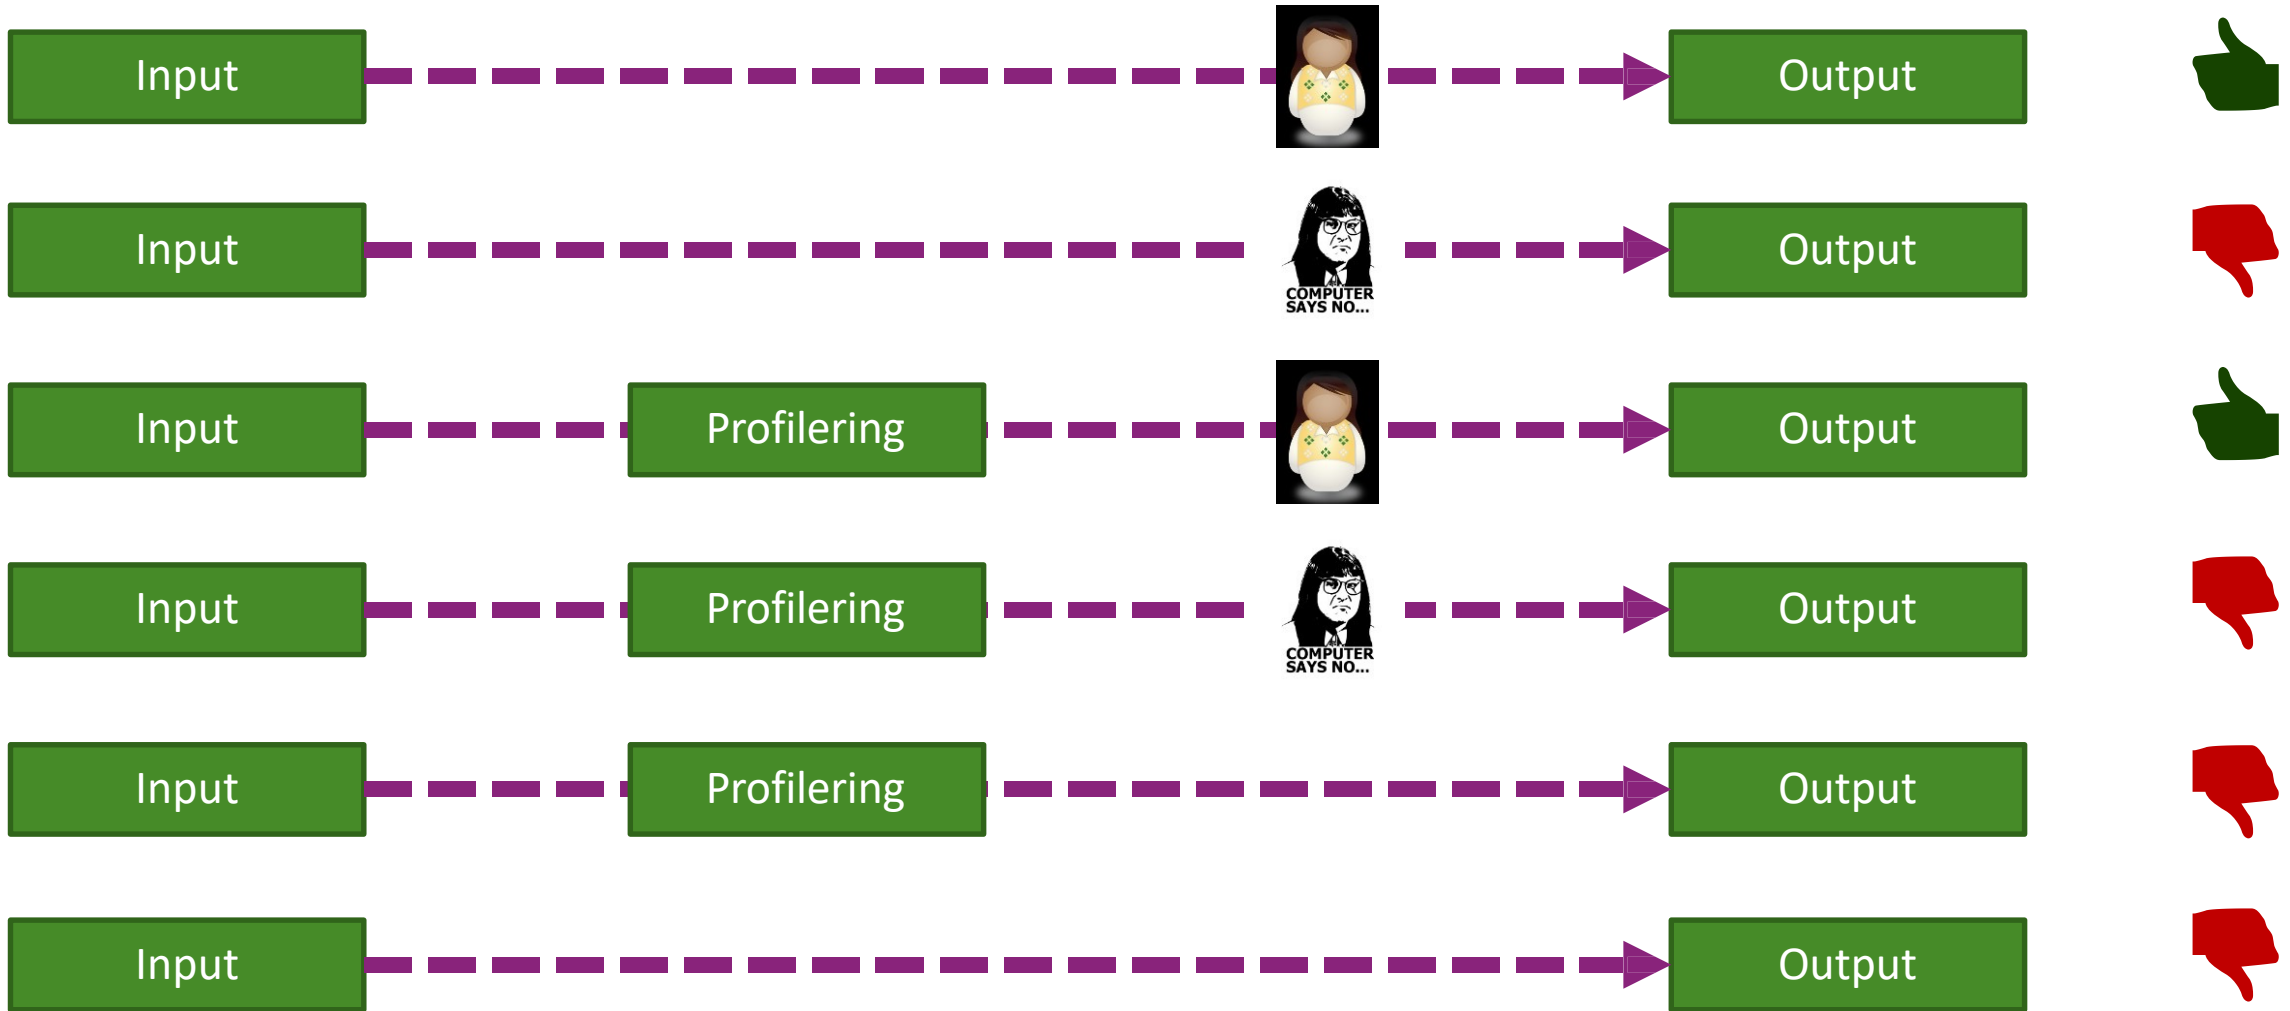 Input
Output
Input
COMPUTER
SAYS NO...
Output
Input
Profilering
Output
Input
Profilering
COMPUTER
SAYS NO...
Output
Input
Profilering
Output
Input
Output